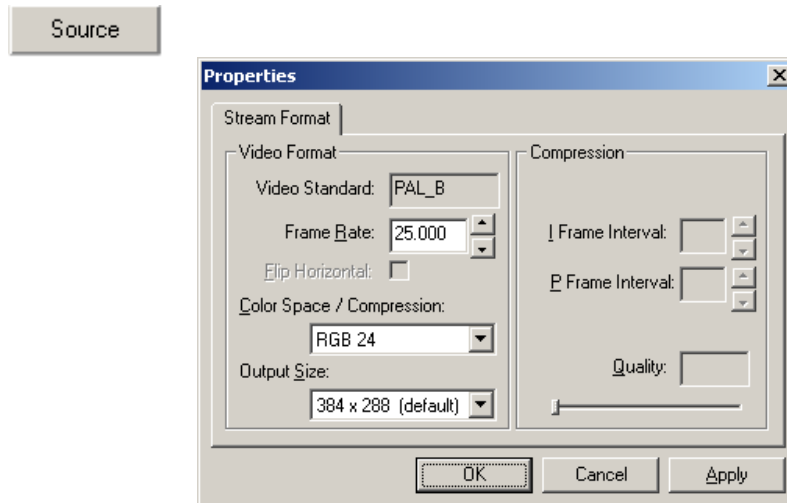 Source
Properties
Stream Format
Video Format
Video Standard: PAL_B
Frame Rate: 25.000
Flip Horizontal:
Color Space / Compression:
RGB 24
Output Size:
384 x 288 (default)
Compression
I Frame Interval:
P Frame Interval:
Quality:
OK Cancel Apply